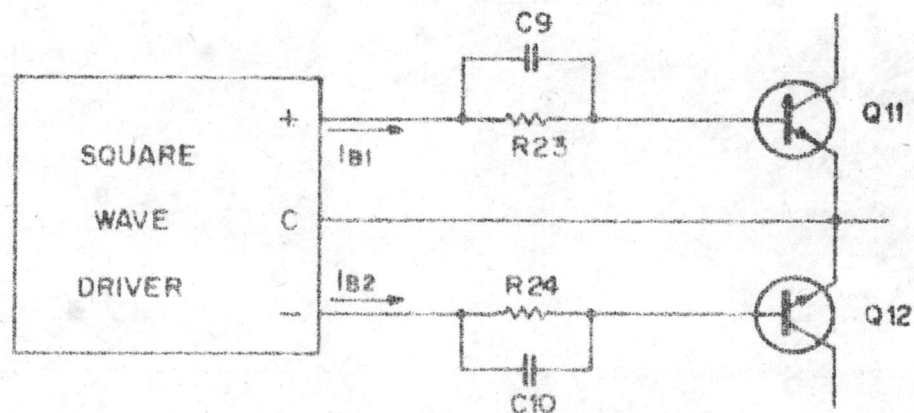 C9
+
Q11
SQUARE
IB1
R23
WAVE
C
DRIVER
IB2
R24
−
Q12
C10